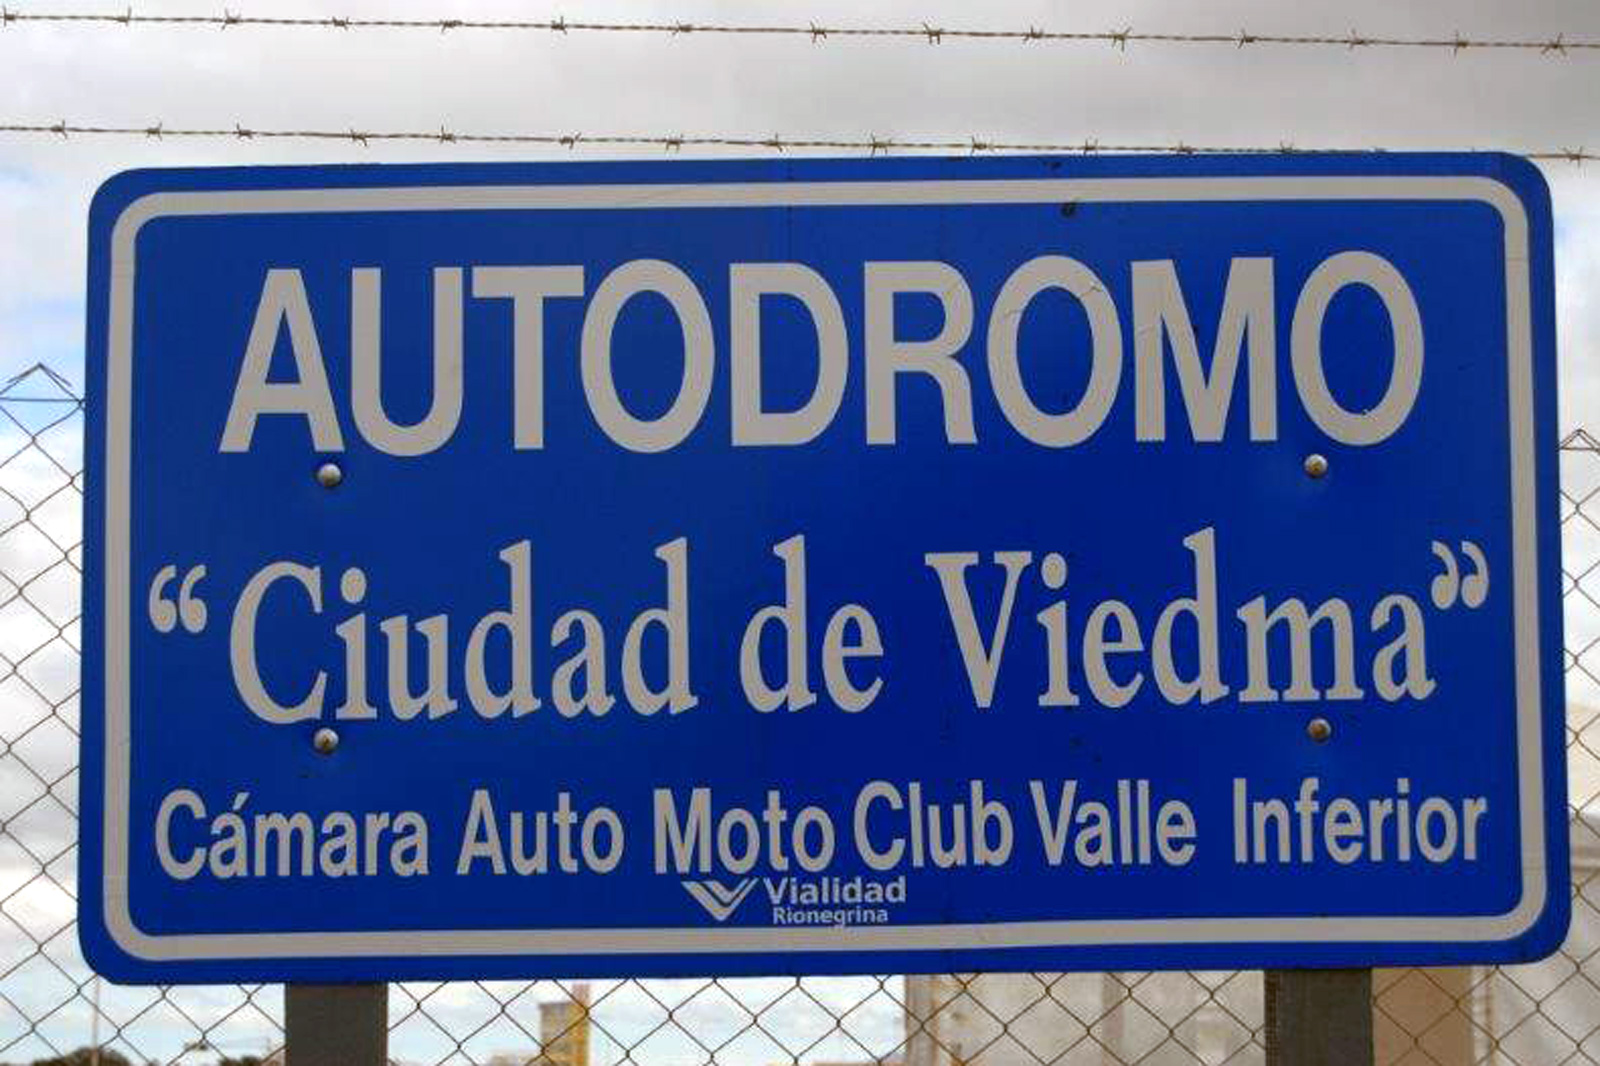 AUTODROMO
“Ciudad de Viedma”
Cámara Auto Moto Club Valle Inferior
Vialidad
Rionegrina